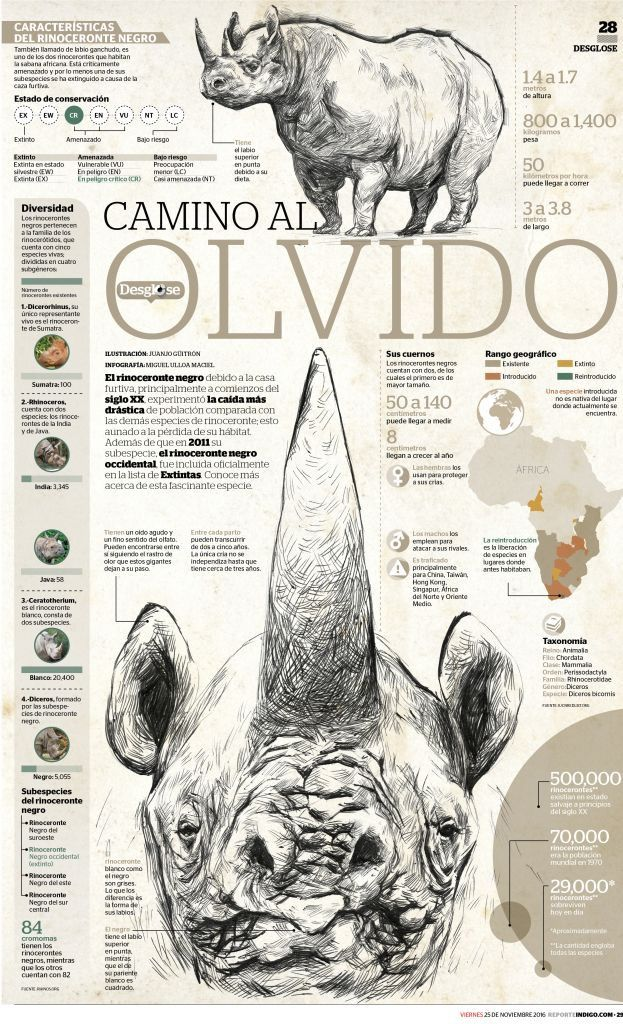 CARACTERÍSTICAS
DEL RINOCERONTE NEGRO
También llamado de labio ganchudo, es
uno de los dos rinocerontes que habitan
la sabana africana. Está críticamente
amenazado y por lo menos una de sus
subespecies se ha extinguido a causa de la
caza furtiva.
Estado de conservación
EX EW CR EN VU NT LC
Extinto Amenazado Bajo riesgo
Extinto Amenazada Bajo riesgo
Extinta en estado Vulnerable (VU) Preocupación
silvestre (EW) En peligro (EN) menor (LC)
Extinta (EX) En peligro crítico (CR) Casi amenazada (NT)
Tiene
el labio
superior
en punta
debido a su
dieta.
28
DESGLOSE
1.4 a 1.7
metros
de altura
800 a 1,400
kilogramos
pesa
50
kilómetros por hora
puede llegar a correr
3 a 3.8
metros
de largo
CAMINO AL
OLVIDO
Desglose
Diversidad
Los rinocerontes
negros pertenecen
a la familia de los
rinocerótidos, que
cuenta con cinco
especies vivas;
divididas en cuatro
subgéneros:
Número de
rinocerontes existentes
1.-Dicerorhinus, su
único representante
vivo es el rinoceron-
te de Sumatra.
Sumatra: 100
2.-Rhinoceros,
cuenta con dos
especies: los rinoce-
rontes de la India
y de Java.
India: 3,345
Java: 58
3.-Ceratotherium,
es el rinoceronte
blanco, consta de
dos subespecies.
Blanco: 20,400
4.-Diceros, formado
por las subespe-
cies de rinoceronte
negro.
Negro: 5,055
Subespecies
del rinoceronte
negro
Rinoceronte
Negro del
suroeste
Rinoceronte
Negro occidental
(extinto)
Rinoceronte
Negro del este
Rinoceronte
Negro del sur
central
84
cromomas
tienen los
rinocerontes
negros, mientras
que los otros
cuentan con 82
FUENTE: RHINOS.ORG
ILUSTRACIÓN: JUANJO GÜITRÓN
INFOGRAFÍA: MIGUEL ULLOA MACIEL
El rinoceronte negro debido a la caza
furtiva, principalmente a comienzos del
siglo XX, experimentó la caída más
drástica de población comparada con
las demás especies de rinoceronte; esto
aunado a la pérdida de su hábitat.
Además de que en 2011 su
subespecie, el rinoceronte negro
occidental, fue incluida oficialmente
en la lista de Extintas. Conoce más
acerca de esta fascinante especie.
Tienen un oído agudo y
un fino sentido del olfato.
Pueden encontrarse entre
sí siguiendo el rastro de
olor que estos gigantes
dejan a su paso.
Entre cada parto
pueden transcurrir
de dos a cinco años.
La única cría no se
independiza hasta que
tiene cerca de tres años.
Sus cuernos
Los rinocerontes negros
cuentan con dos, de
los cuales el primero es de
mayor tamaño.
50 a 140
centímetros
puede llegar a medir
8
centímetros
llegan a crecer al año
Las hembras los
usan para proteger
a sus crías.
Los machos los
emplean para
atacar a sus rivales.
Es traficado
principalmente
para China, Taiwán,
Hong Kong,
Singapur, África
del Norte y Oriente
Medio.
Rango geográfico
Existente Extinto
Introducido Reintroducido
Una especie introducida
no es nativa del lugar
donde actualmente se
encuentra.
ÁFRICA
La reintroducción
es la liberación
de especies en
lugares donde
antes habitaban.
Taxonomía
Reino: Animalia
Filo: Chordata
Clase: Mammalia
Orden: Perissodactyla
Familia: Rhinocerotidae
Género: Diceros
Especie: Diceros bicornis
500,000
rinocerontes**
existían en estado
salvaje a principios
del siglo XX
70,000
rinocerontes**
era la población
mundial en 1970
29,000*
rinocerontes**
sobreviven
hoy en día
*Aproximadamente
**La cantidad engloba
todas las especies
El
rinoceronte
blanco como
el negro
son grises.
Lo que los
diferencia es
la forma de
sus labios.
El negro
tiene el labio
superior
en punta,
mientras
que el de
su pariente
blanco es
cuadrado.
VIERNES 25 DE NOVIEMBRE 2016 REPORTEINDIGO.COM - 29